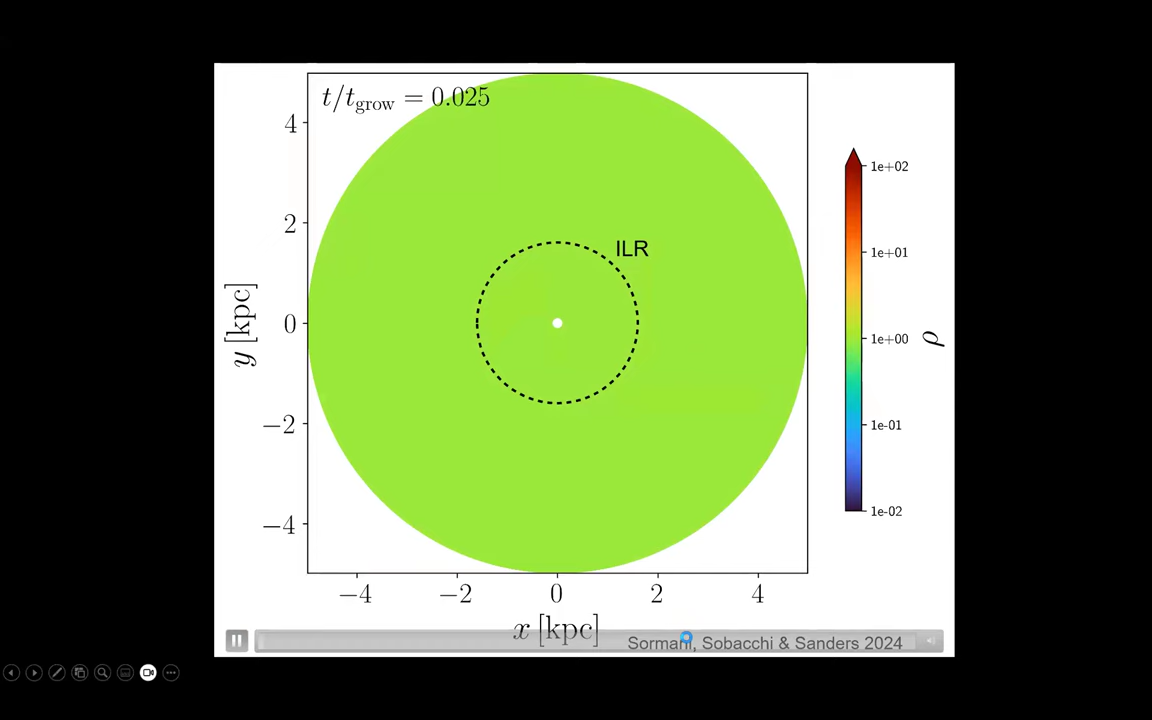 t/t_grow = 0.025
ILR
4
2
0
−2
−4
y [kpc]
−4
−2
0
2
4
x [kpc]
1e+02
1e+01
1e+00
1e-01
1e-02
ρ
Sormani, Sobacchi & Sanders 2024